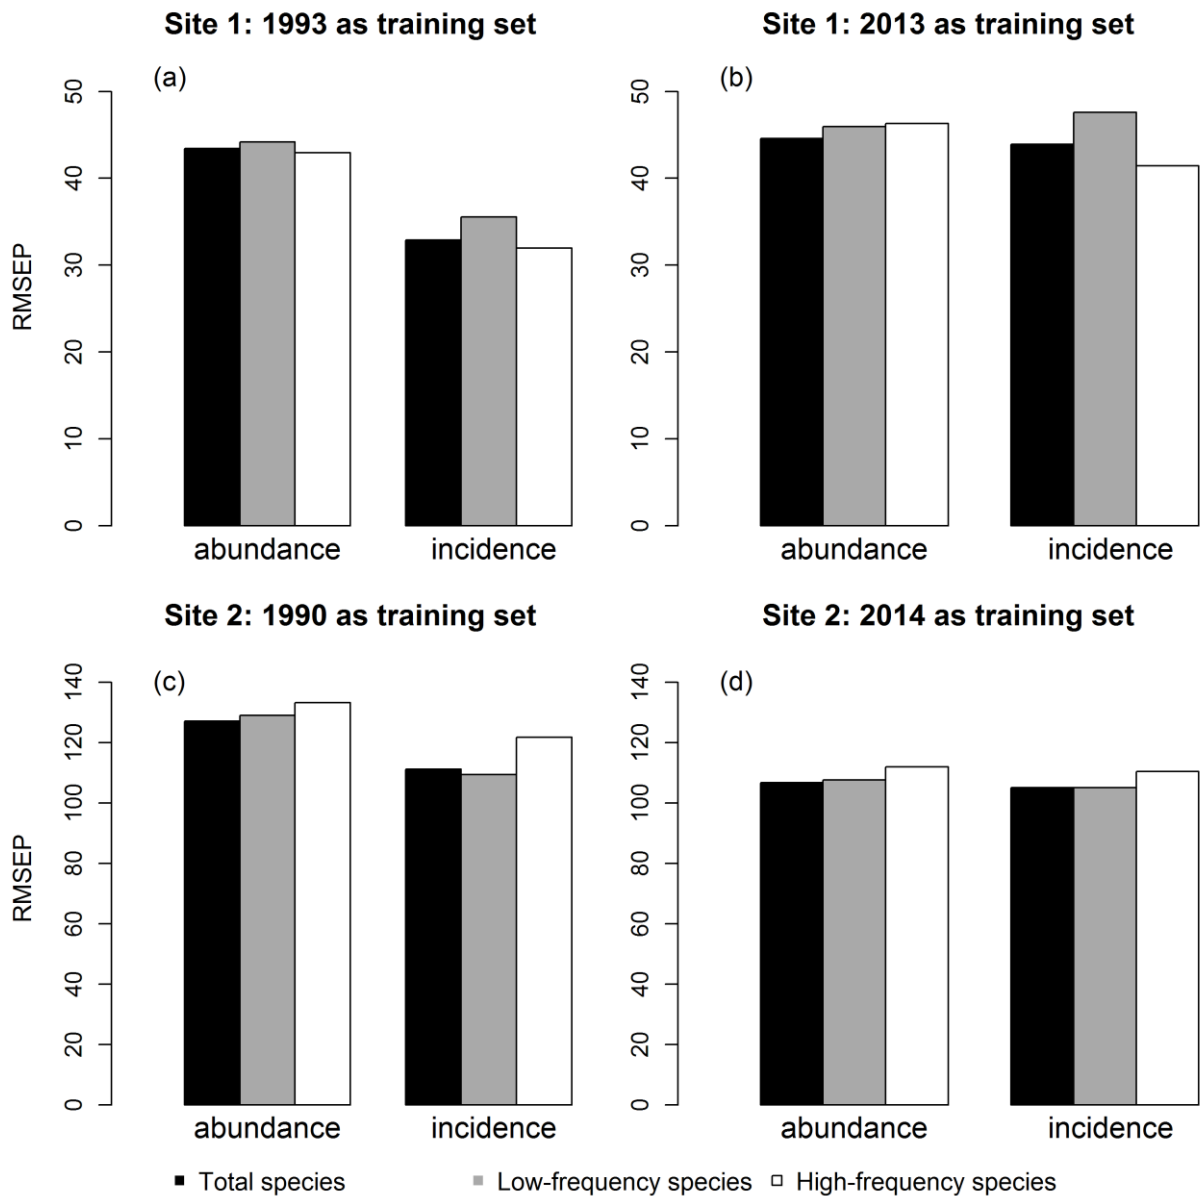 Site 1: 1993 as training set
Site 1: 2013 as training set
(a)
(b)
RMSEP
50
40
30
20
10
0
50
40
30
20
10
0
abundance
incidence
abundance
incidence
Site 2: 1990 as training set
Site 2: 2014 as training set
(c)
(d)
RMSEP
140
120
100
80
60
40
20
0
140
120
100
80
60
40
20
0
abundance
incidence
abundance
incidence
Total species
Low-frequency species
High-frequency species